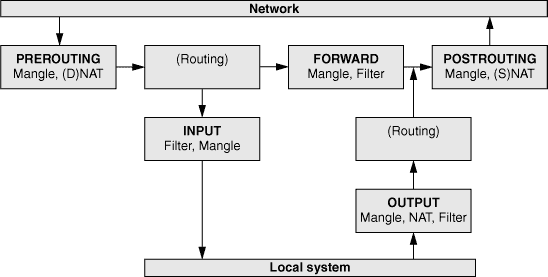 Network
PREROUTING
Mangle, (D)NAT
(Routing)
FORWARD
Mangle, Filter
POSTROUTING
Mangle, (S)NAT
INPUT
Filter, Mangle
(Routing)
OUTPUT
Mangle, NAT, Filter
Local system